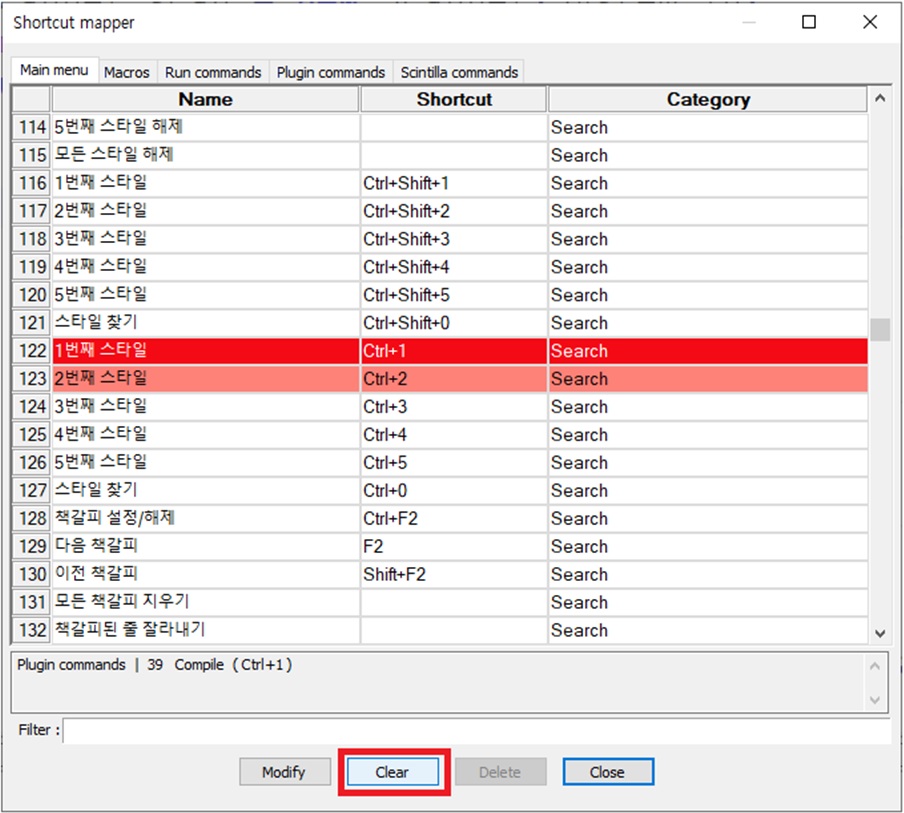 Shortcut mapper
Main menu Macros Run commands Plugin commands Scintilla commands
Name Shortcut Category
114 5번째 스타일 해제 Search
115 모든 스타일 해제 Search
116 1번째 스타일 Ctrl+Shift+1 Search
117 2번째 스타일 Ctrl+Shift+2 Search
118 3번째 스타일 Ctrl+Shift+3 Search
119 4번째 스타일 Ctrl+Shift+4 Search
120 5번째 스타일 Ctrl+Shift+5 Search
121 스타일 찾기 Ctrl+Shift+0 Search
122 1번째 스타일 Ctrl+1 Search
123 2번째 스타일 Ctrl+2 Search
124 3번째 스타일 Ctrl+3 Search
125 4번째 스타일 Ctrl+4 Search
126 5번째 스타일 Ctrl+5 Search
127 스타일 찾기 Ctrl+0 Search
128 책갈피 설정/해제 Ctrl+F2 Search
129 다음 책갈피 F2 Search
130 이전 책갈피 Shift+F2 Search
131 모든 책갈피 지우기 Search
132 책갈피된 줄 잘라내기 Search
Plugin commands | 39 Compile (Ctrl+1)
Filter :
Modify Clear Delete Close